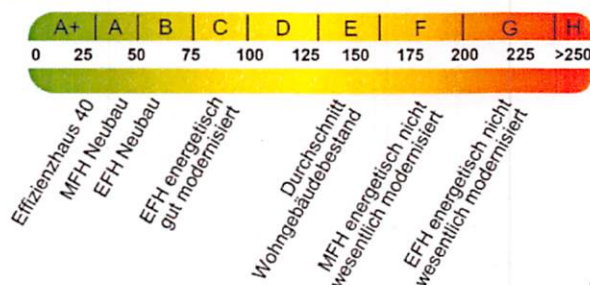 A+ A B C D E F G H
0 25 50 75 100 125 150 175 200 225 >250
Effizienzhaus 40
MFH Neubau
EFH Neubau
EFH energetisch
gut modernisiert
Durchschnitt
Wohngebäudebestand
MFH energetisch nicht
wesentlich modernisiert
EFH energetisch nicht
wesentlich modernisiert